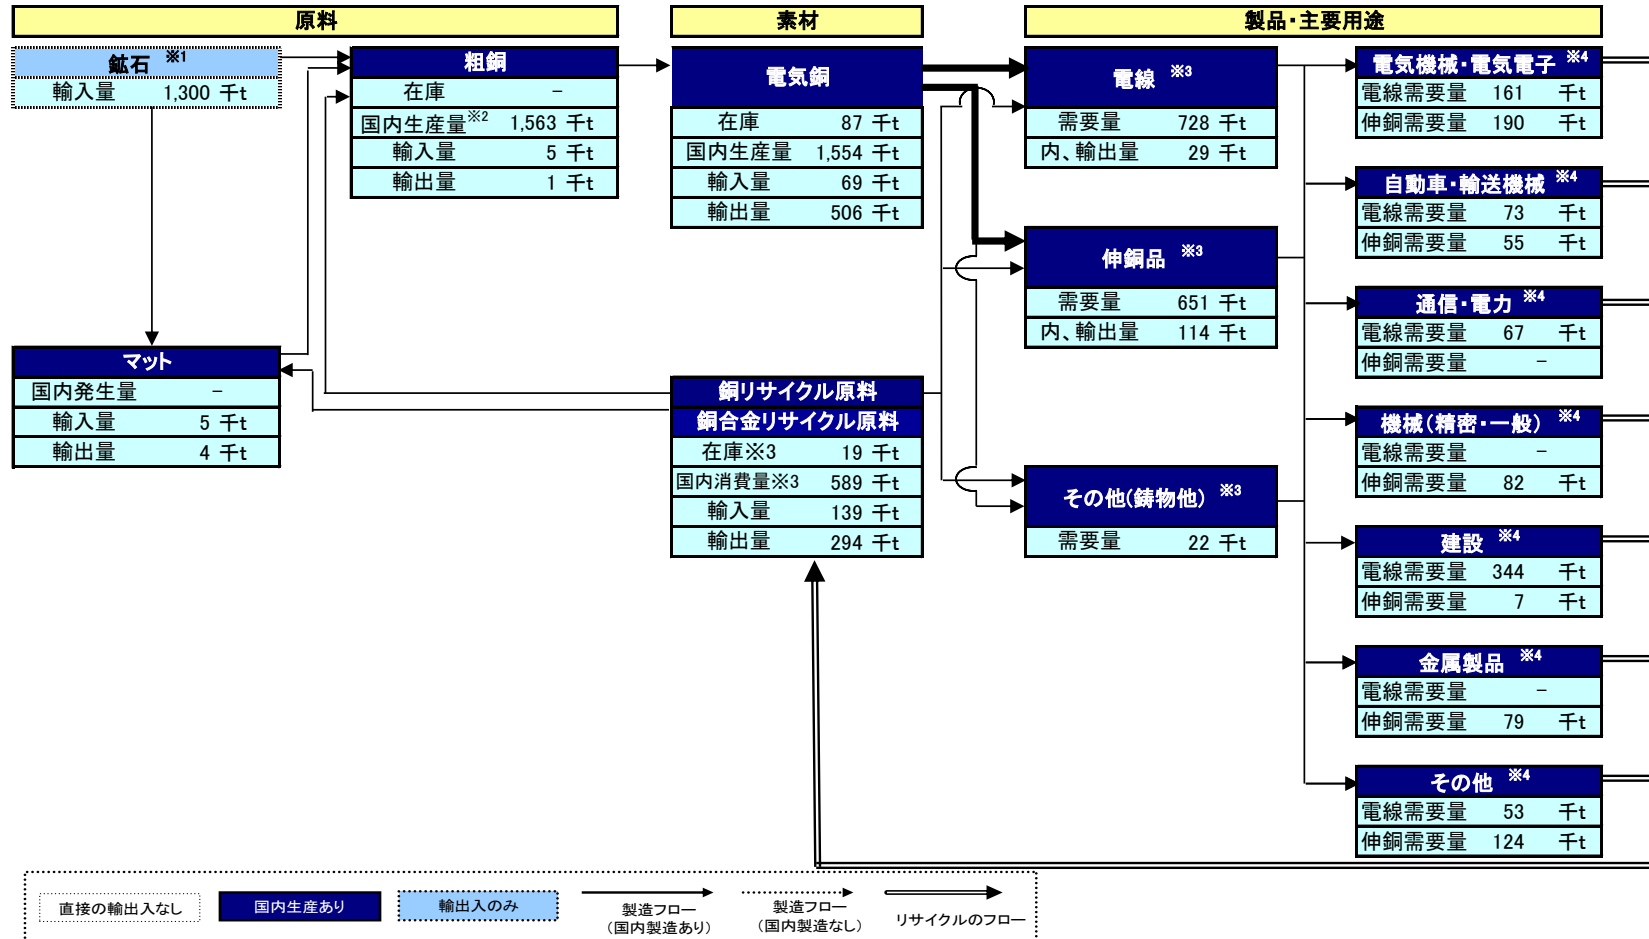 原料
素材
製品・主要用途
鉱石 ※1
輸入量 1,300 千t
粗銅
在庫 －
国内生産量※2 1,563 千t
輸入量 5 千t
輸出量 1 千t
マット
国内発生量 －
輸入量 5 千t
輸出量 4 千t
電気銅
在庫 87 千t
国内生産量 1,554 千t
輸入量 69 千t
輸出量 506 千t
銅リサイクル原料
銅合金リサイクル原料
在庫※3 19 千t
国内消費量※3 589 千t
輸入量 139 千t
輸出量 294 千t
電線 ※3
需要量 728 千t
内、輸出量 29 千t
伸銅品 ※3
需要量 651 千t
内、輸出量 114 千t
その他(鋳物他) ※3
需要量 22 千t
電気機械・電気電子 ※4
電線需要量 161 千t
伸銅需要量 190 千t
自動車・輸送機械 ※4
電線需要量 73 千t
伸銅需要量 55 千t
通信・電力 ※4
電線需要量 67 千t
伸銅需要量 －
機械（精密・一般） ※4
電線需要量 －
伸銅需要量 82 千t
建設 ※4
電線需要量 344 千t
伸銅需要量 7 千t
金属製品 ※4
電線需要量 －
伸銅需要量 79 千t
その他 ※4
電線需要量 53 千t
伸銅需要量 124 千t
直接の輸出入なし
国内生産あり
輸出入のみ
製造フロー
（国内製造あり）
製造フロー
（国内製造なし）
リサイクルのフロー